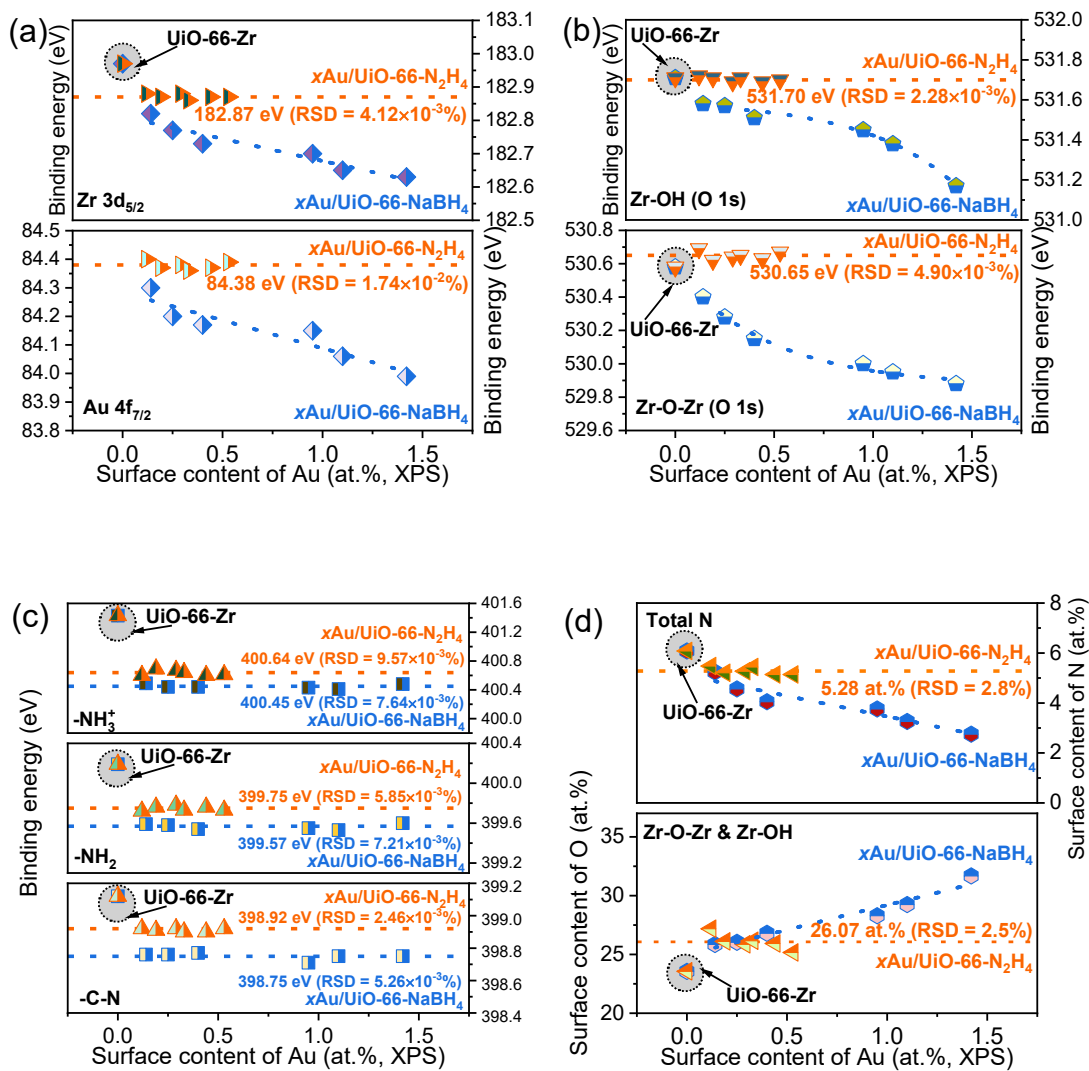 (a)
183.1
183.0
182.9
182.8
182.7
182.6
182.5
Binding energy (eV)
Binding energy (eV)
UiO-66-Zr
xAu/UiO-66-N₂H₄
182.87 eV (RSD = 4.12×10⁻³%)
Zr 3d₅/₂
xAu/UiO-66-NaBH₄
84.5
84.4
84.3
84.2
84.1
84.0
83.9
83.8
xAu/UiO-66-N₂H₄
84.38 eV (RSD = 1.74×10⁻²%)
Au 4f₇/₂
xAu/UiO-66-NaBH₄
0.0 0.5 1.0 1.5
Surface content of Au (at.%, XPS)
(b)
532.0
531.8
531.6
531.4
531.2
531.0
Binding energy (eV)
Binding energy (eV)
UiO-66-Zr
xAu/UiO-66-N₂H₄
531.70 eV (RSD = 2.28×10⁻³%)
Zr-OH (O 1s)
xAu/UiO-66-NaBH₄
530.8
530.6
530.4
530.2
530.0
529.8
529.6
xAu/UiO-66-N₂H₄
530.65 eV (RSD = 4.90×10⁻³%)
UiO-66-Zr
Zr-O-Zr (O 1s)
xAu/UiO-66-NaBH₄
0.0 0.5 1.0 1.5
Surface content of Au (at.%, XPS)
(c)
Binding energy (eV)
401.6
401.2
400.8
400.4
400.0
UiO-66-Zr
xAu/UiO-66-N₂H₄
400.64 eV (RSD = 9.57×10⁻³%)
400.45 eV (RSD = 7.64×10⁻³%)
-NH₃⁺
xAu/UiO-66-NaBH₄
400.4
400.0
399.6
399.2
UiO-66-Zr
xAu/UiO-66-N₂H₄
399.75 eV (RSD = 5.85×10⁻³%)
399.57 eV (RSD = 7.21×10⁻³%)
-NH₂
xAu/UiO-66-NaBH₄
399.2
399.0
398.8
398.6
398.4
UiO-66-Zr
xAu/UiO-66-N₂H₄
398.92 eV (RSD = 2.46×10⁻³%)
398.75 eV (RSD = 5.26×10⁻³%)
-C-N
xAu/UiO-66-NaBH₄
0.0 0.5 1.0 1.5
Surface content of Au (at.%, XPS)
(d)
8
6
4
2
0
Surface content of N (at.%)
Total N
xAu/UiO-66-N₂H₄
5.28 at.% (RSD = 2.8%)
UiO-66-Zr
xAu/UiO-66-NaBH₄
Surface content of O (at.%)
35
30
25
20
Zr-O-Zr & Zr-OH
xAu/UiO-66-NaBH₄
26.07 at.% (RSD = 2.5%)
xAu/UiO-66-N₂H₄
UiO-66-Zr
0.0 0.5 1.0 1.5
Surface content of Au (at.%, XPS)